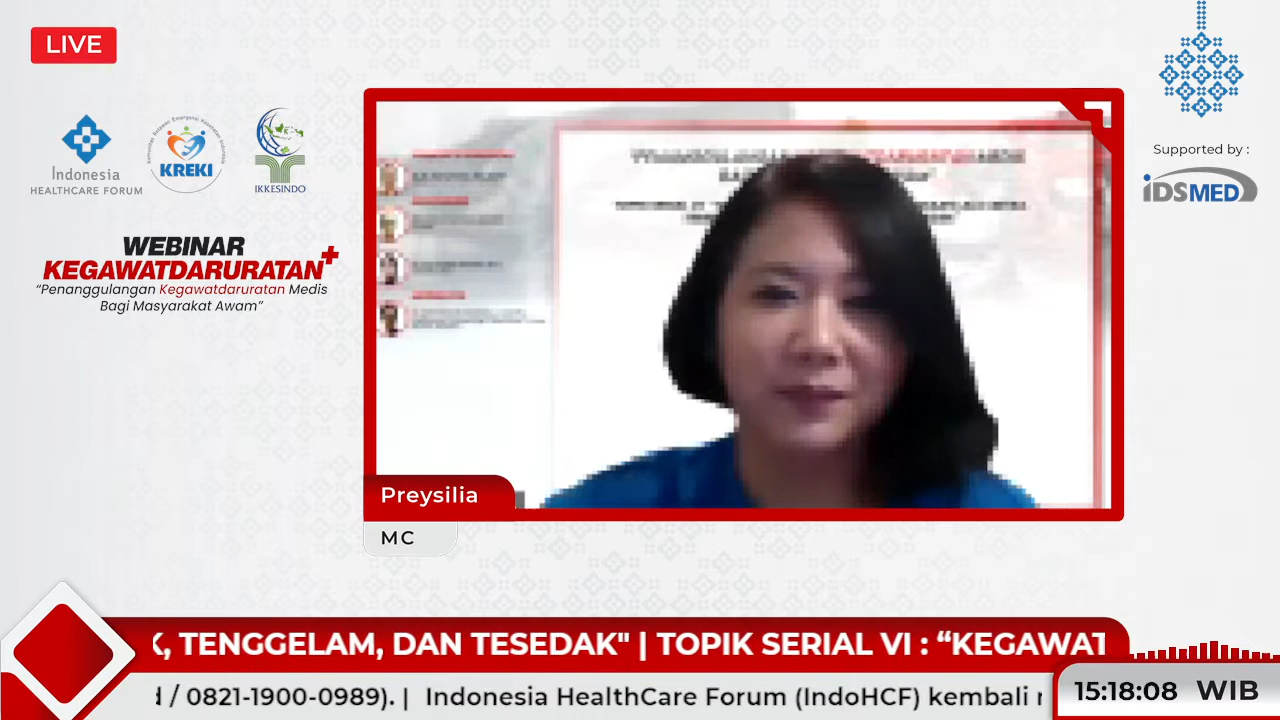 LIVE
Indonesia
HEALTHCARE FORUM
KREKI
IKKESINDO
WEBINAR
KEGAWATDARURATAN+
“Penanggulangan Kegawatdaruratan Medis
Bagi Masyarakat Awam”
Supported by :
iDSMED
Preysilia
MC
K, TENGGELAM, DAN TESEDAK" | TOPIK SERIAL VI : “KEGAWAT
d / 0821-1900-0989). | Indonesia HealthCare Forum (IndoHCF) kembali r
15:18:08 WIB